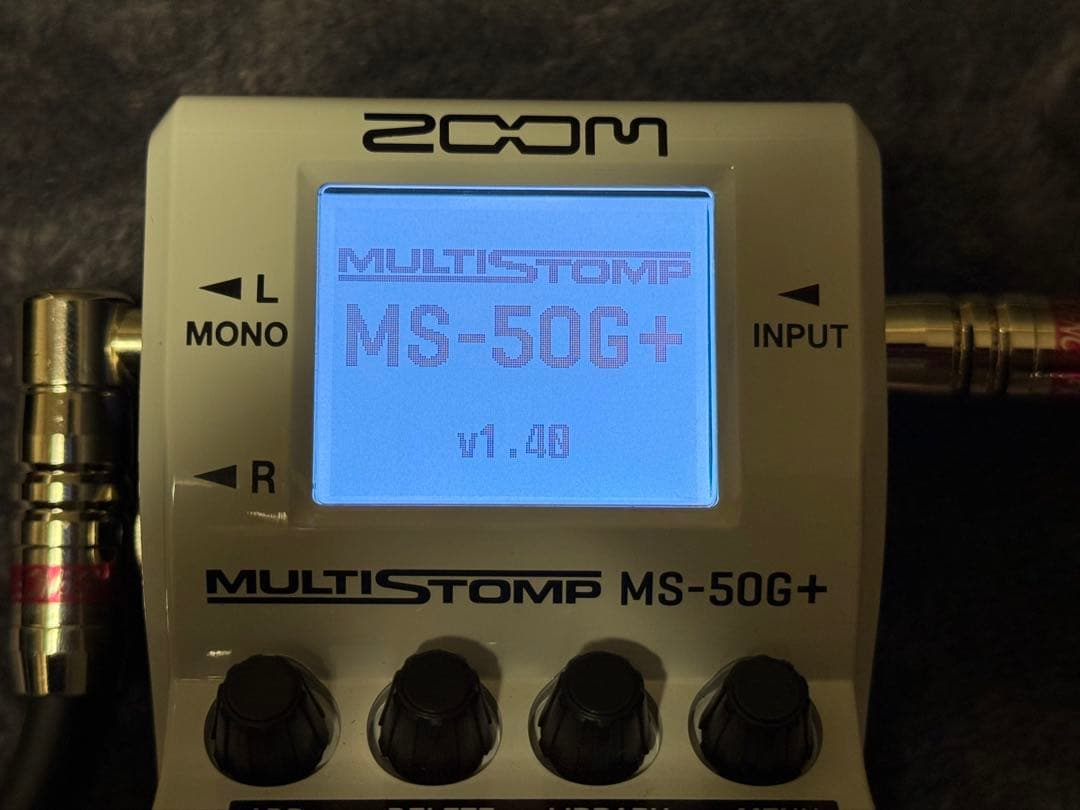 ZOOM
MULTISTOMP
MS-50G+
v1.40
L
MONO
INPUT
R
MULTISTOMP MS-50G+